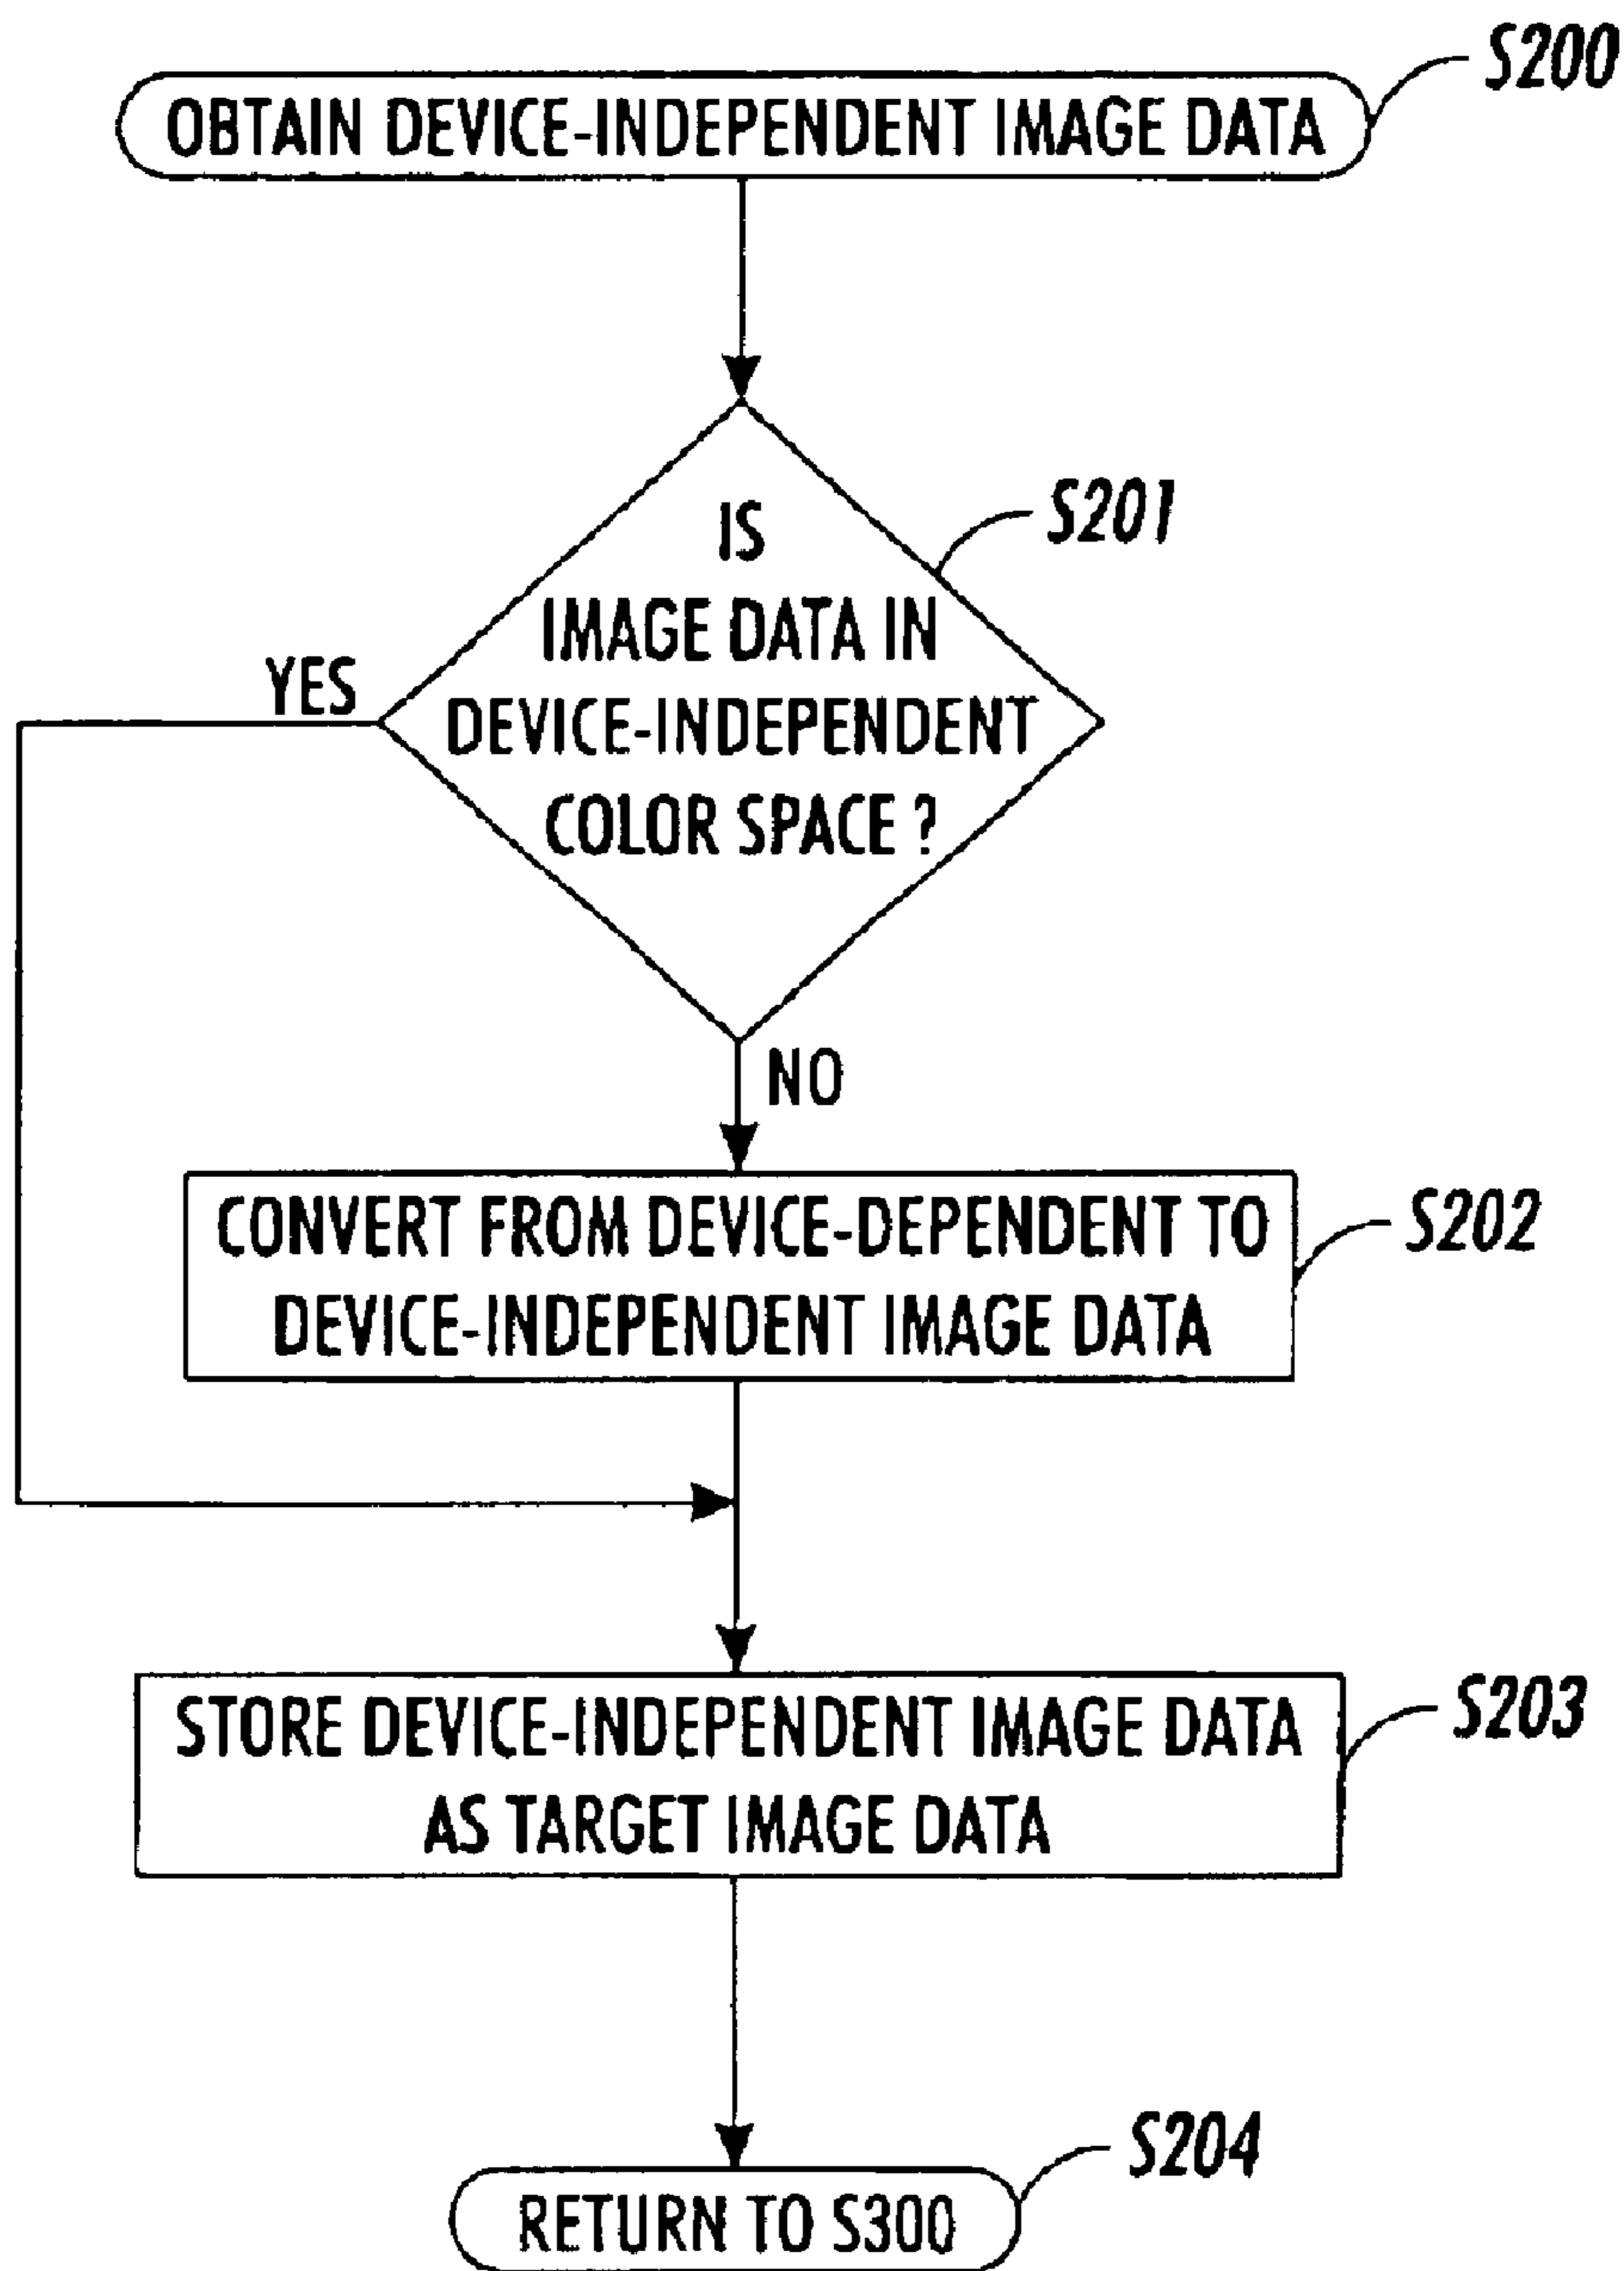 S200
OBTAIN DEVICE-INDEPENDENT IMAGE DATA
S201
IS
IMAGE DATA IN
DEVICE-INDEPENDENT
COLOR SPACE ?
YES
NO
CONVERT FROM DEVICE-DEPENDENT TO
DEVICE-INDEPENDENT IMAGE DATA
S202
STORE DEVICE-INDEPENDENT IMAGE DATA
AS TARGET IMAGE DATA
S203
S204
RETURN TO S300